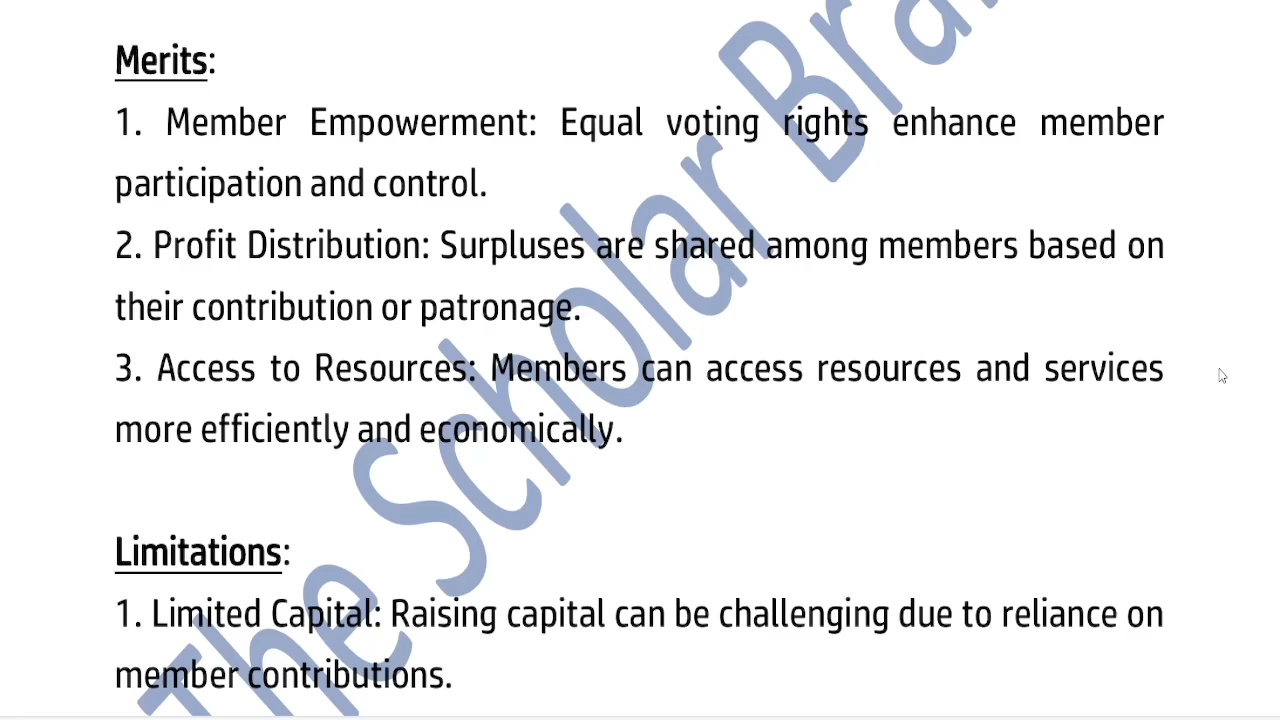 Merits:
1. Member Empowerment: Equal voting rights enhance member
participation and control.
2. Profit Distribution: Surpluses are shared among members based on
their contribution or patronage.
3. Access to Resources: Members can access resources and services
more efficiently and economically.
Limitations:
1. Limited Capital: Raising capital can be challenging due to reliance on
member contributions.
The Scholar